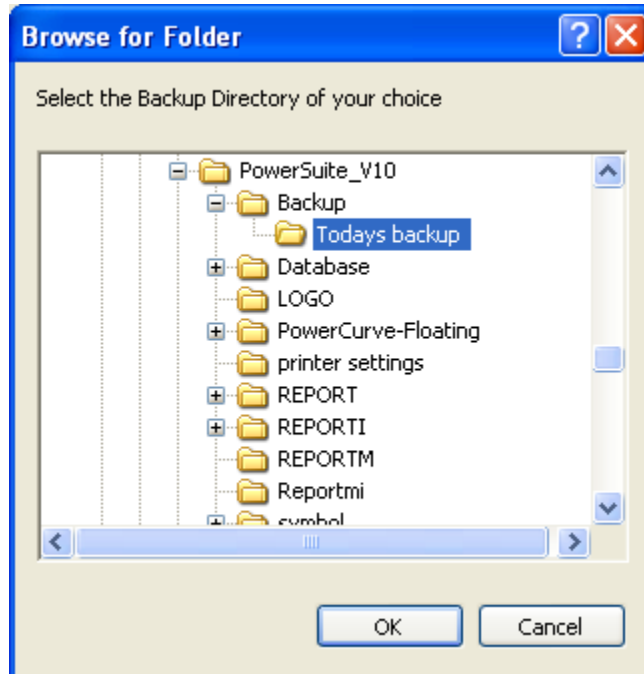 Browse for Folder
Select the Backup Directory of your choice
PowerSuite_V10
Backup
Todays backup
Database
LOGO
PowerCurve-Floating
printer settings
REPORT
REPORTI
REPORTM
Reportmi
symbol
OK
Cancel